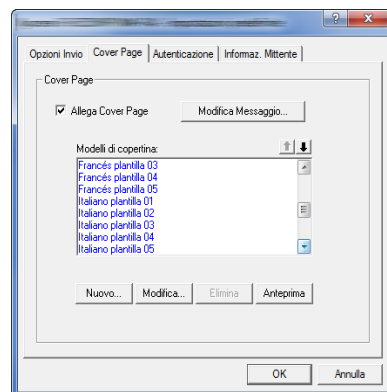 Opzioni Invio Cover Page Autenticazione Informaz. Mittente
Cover Page
Allega Cover Page Modifica Messaggio...
Modelli di copertina:
Francés plantilla 03
Francés plantilla 04
Francés plantilla 05
Italiano plantilla 01
Italiano plantilla 02
Italiano plantilla 03
Italiano plantilla 04
Italiano plantilla 05
Nuovo... Modifica... Elimina Anteprima
OK Annulla